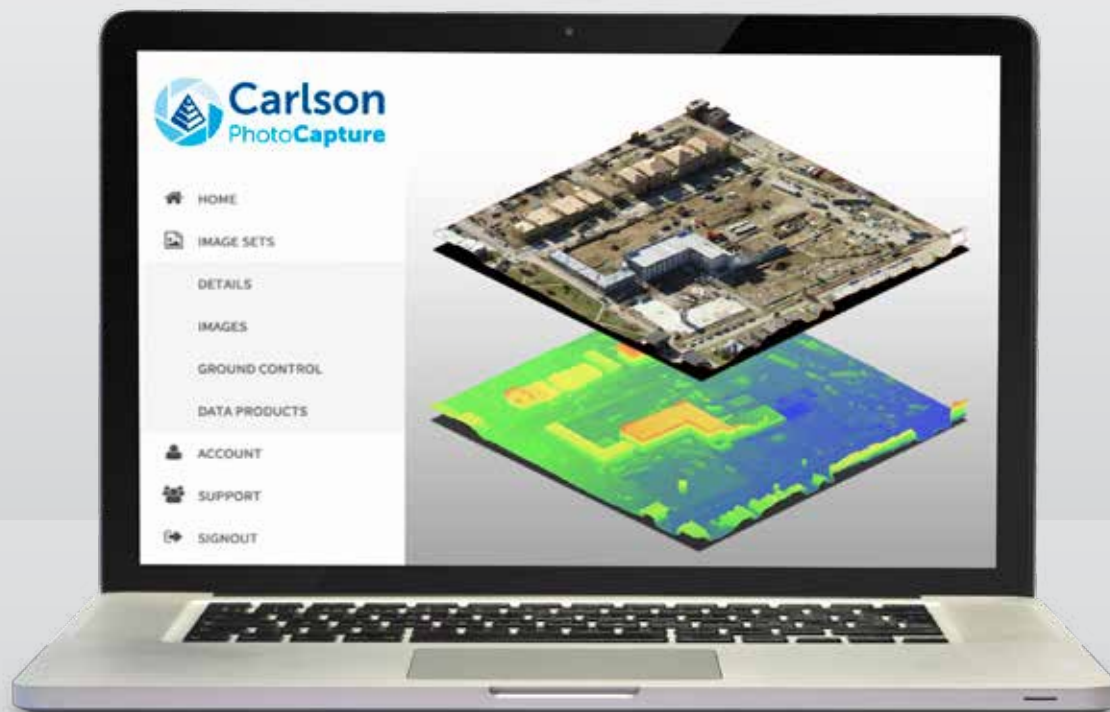 Carlson
PhotoCapture
HOME
IMAGE SETS
DETAILS
IMAGES
GROUND CONTROL
DATA PRODUCTS
ACCOUNT
SUPPORT
SIGNOUT